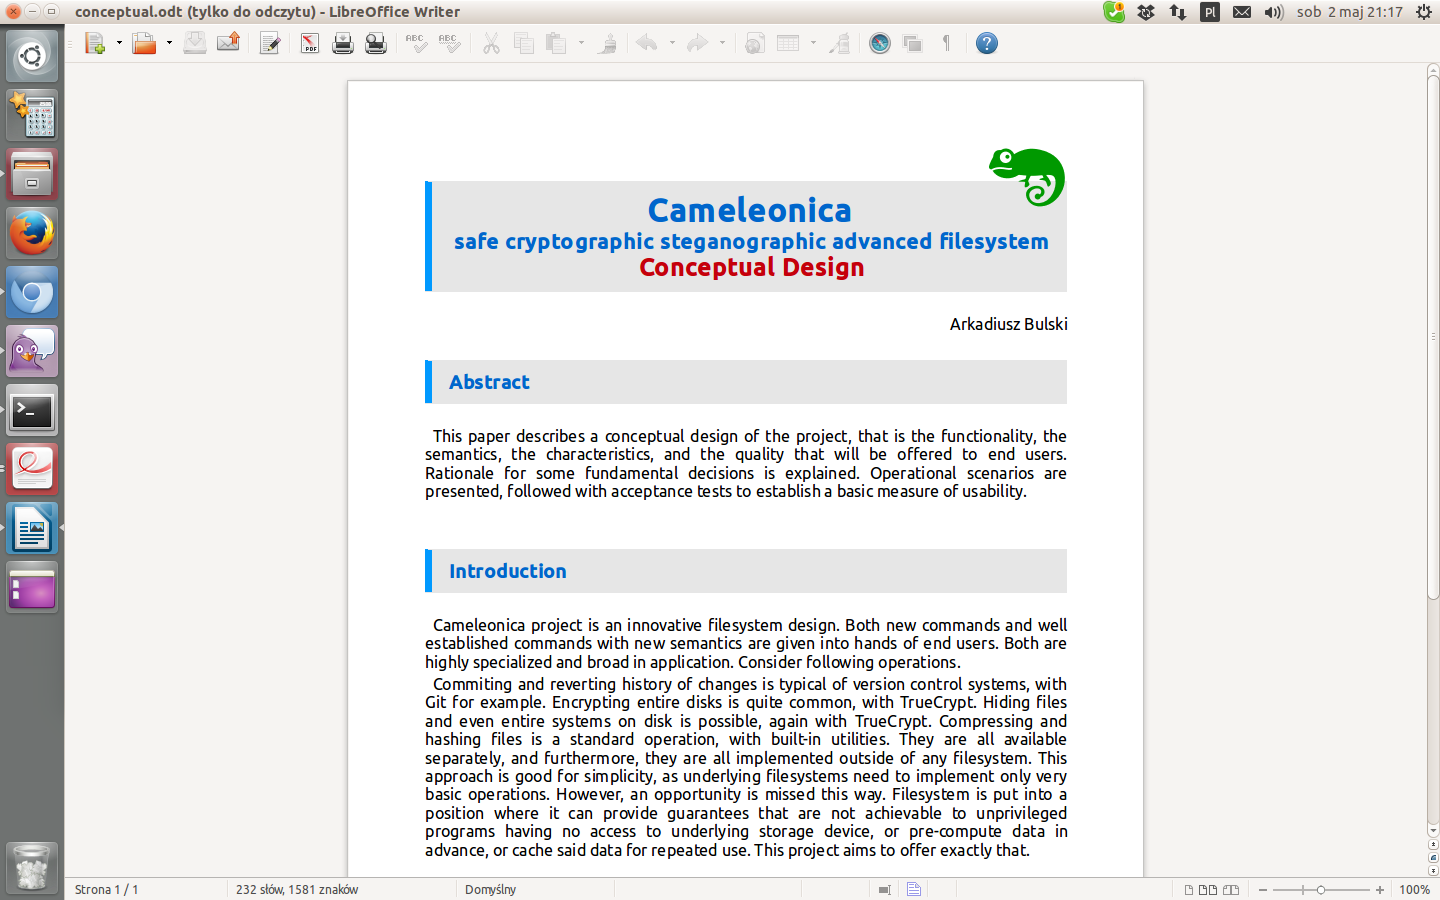 conceptual.odt (tylko do odczytu) - LibreOffice Writer
Pl
sob 2 maj 21:17
PDF
ABC
ABC
Cameleonica
safe cryptographic steganographic advanced filesystem
Conceptual Design
Arkadiusz Bulski
Abstract
This paper describes a conceptual design of the project, that is the functionality, the
semantics, the characteristics, and the quality that will be offered to end users.
Rationale for some fundamental decisions is explained. Operational scenarios are
presented, followed with acceptance tests to establish a basic measure of usability.
Introduction
Cameleonica project is an innovative filesystem design. Both new commands and well
established commands with new semantics are given into hands of end users. Both are
highly specialized and broad in application. Consider following operations.
Commiting and reverting history of changes is typical of version control systems, with
Git for example. Encrypting entire disks is quite common, with TrueCrypt. Hiding files
and even entire systems on disk is possible, again with TrueCrypt. Compressing and
hashing files is a standard operation, with built-in utilities. They are all available
separately, and furthermore, they are all implemented outside of any filesystem. This
approach is good for simplicity, as underlying filesystems need to implement only very
basic operations. However, an opportunity is missed this way. Filesystem is put into a
position where it can provide guarantees that are not achievable to unprivileged
programs having no access to underlying storage device, or pre-compute data in
advance, or cache said data for repeated use. This project aims to offer exactly that.
Strona 1 / 1
232 słów, 1581 znaków
Domyślny
100%